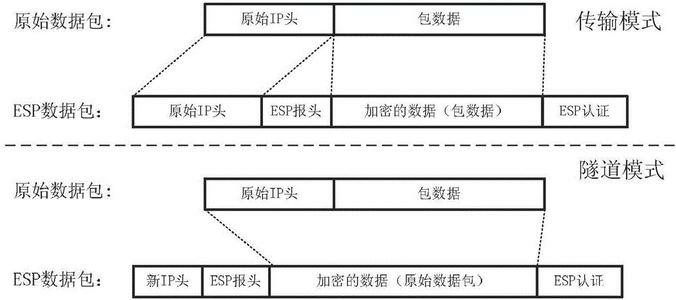 原始数据包: 原始IP头 包数据 传输模式
ESP数据包: 原始IP头 ESP报头 加密的数据（包数据） ESP认证
隧道模式
原始数据包: 原始IP头 包数据
ESP数据包: 新IP头 ESP报头 加密的数据（原始数据包） ESP认证